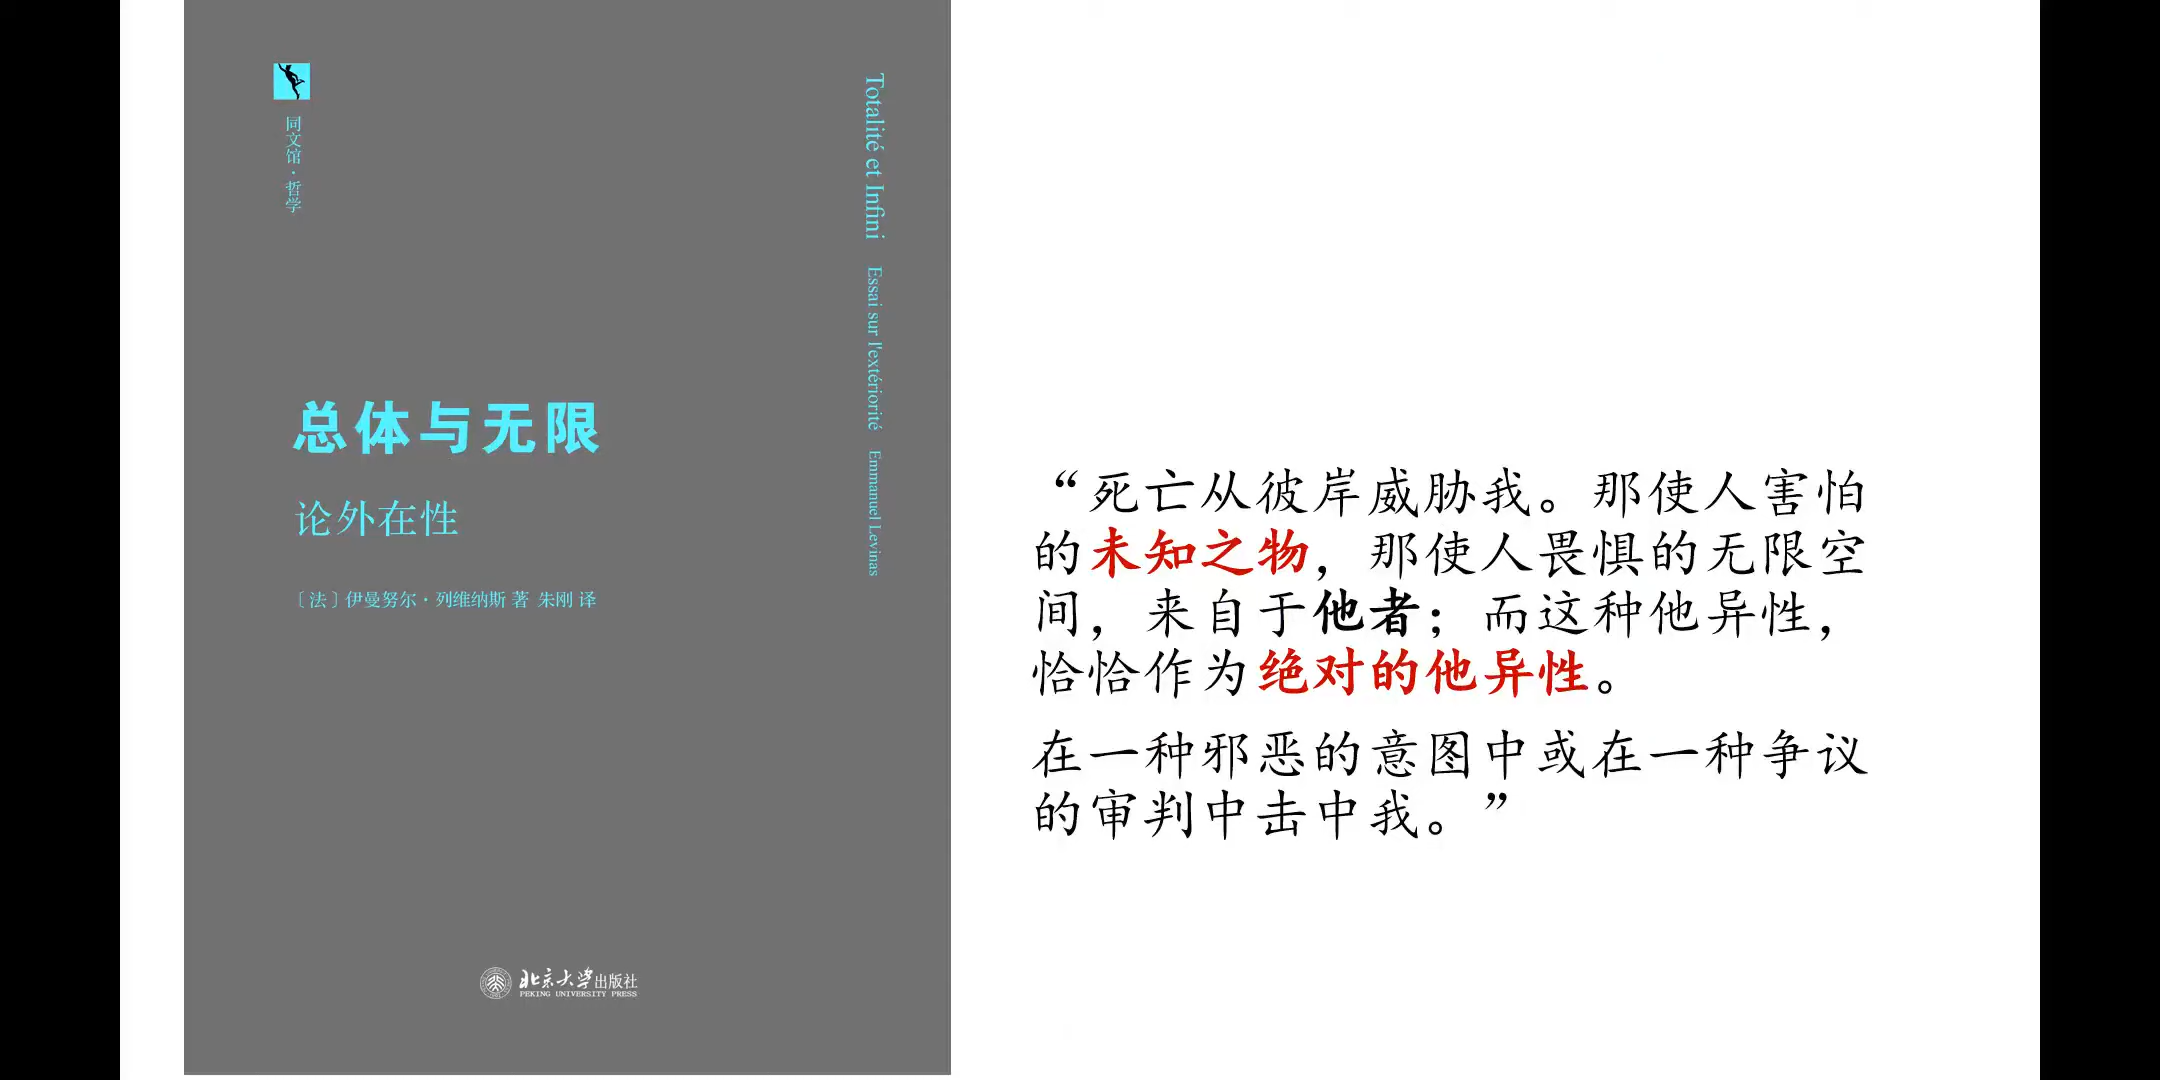 同文馆·哲学
Totalité et Infini Essai sur l'extériorité Emmanuel Levinas
总体与无限
论外在性
〔法〕伊曼努尔·列维纳斯 著 朱刚 译
北京大学出版社
PEKING UNIVERSITY PRESS
“死亡从彼岸威胁我。那使人害怕
的未知之物，那使人畏惧的无限空
间，来自于他者；而这种他异性，
恰恰作为绝对的他异性。
在一种邪恶的意图中或在一种争议
的审判中击中我。”